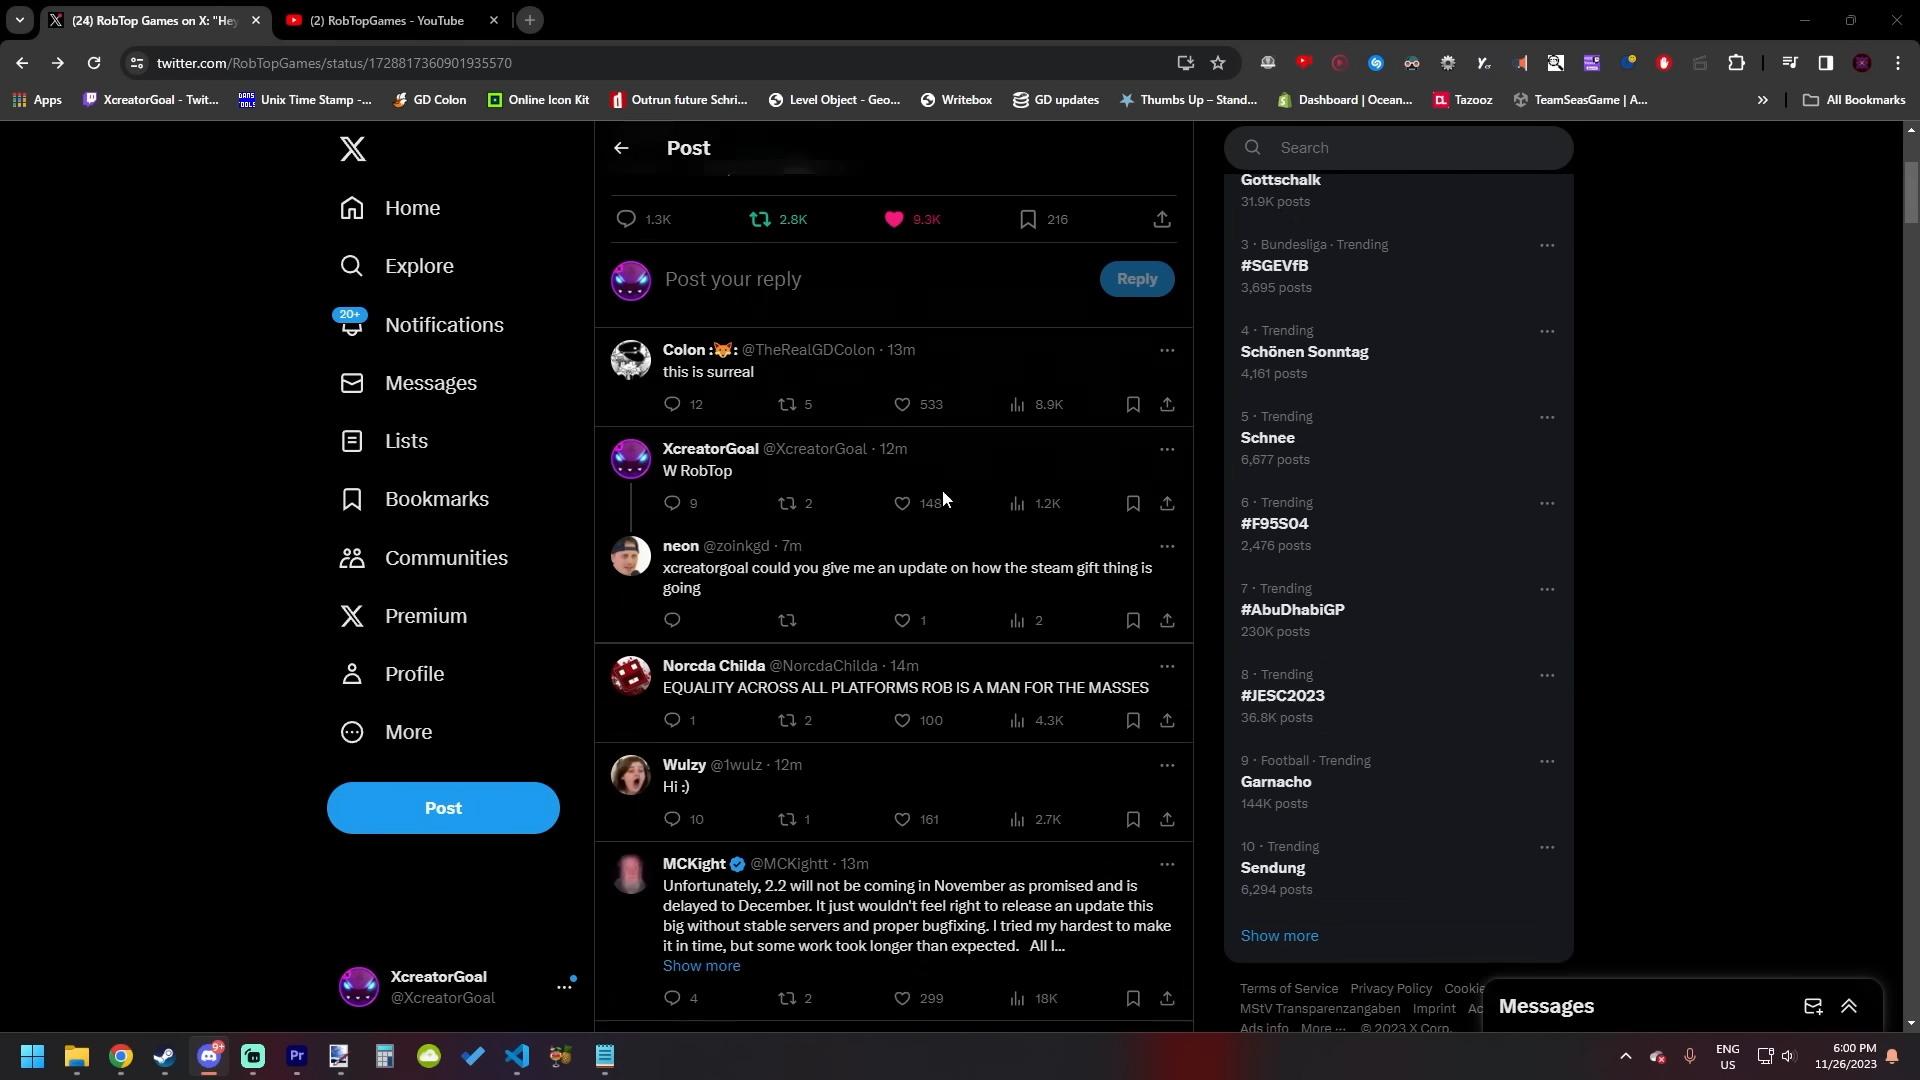 (24) RobTop Games on X: "Hey
(2) RobTopGames - YouTube
twitter.com/RobTopGames/status/1728817360901935570
Apps
XcreatorGoal - Twit...
Unix Time Stamp -...
GD Colon
Online Icon Kit
Outrun future Schri...
Level Object - Geo...
Writebox
GD updates
Thumbs Up – Stand...
Dashboard | Ocean...
Tazooz
TeamSeasGame | A...
All Bookmarks
Home
Explore
20+
Notifications
Messages
Lists
Bookmarks
Communities
Premium
Profile
More
Post
XcreatorGoal
@XcreatorGoal
Post
1.3K 2.8K 9.3K 216
Post your reply
Reply
Colon :🦊: @TheRealGDColon · 13m
this is surreal
12 5 533 8.9K
XcreatorGoal @XcreatorGoal · 12m
W RobTop
9 2 148 1.2K
neon @zoinkgd · 7m
xcreatorgoal could you give me an update on how the steam gift thing is
going
1 2
Norcda Childa @NorcdaChilda · 14m
EQUALITY ACROSS ALL PLATFORMS ROB IS A MAN FOR THE MASSES
1 2 100 4.3K
Wulzy @1wulz · 12m
Hi :)
10 1 161 2.7K
MCKight @MCKightt · 13m
Unfortunately, 2.2 will not be coming in November as promised and is
delayed to December. It just wouldn't feel right to release an update this
big without stable servers and proper bugfixing. I tried my hardest to make
it in time, but some work took longer than expected.   All I...
Show more
4 2 299 18K
Search
Gottschalk
31.9K posts
3 · Bundesliga · Trending
#SGEVfB
3,695 posts
4 · Trending
Schönen Sonntag
4,161 posts
5 · Trending
Schnee
6,677 posts
6 · Trending
#F95S04
2,476 posts
7 · Trending
#AbuDhabiGP
230K posts
8 · Trending
#JESC2023
36.8K posts
9 · Football · Trending
Garnacho
144K posts
10 · Trending
Sendung
6,294 posts
Show more
Terms of Service Privacy Policy Cookie
MStV Transparenzangaben Imprint Ac
Ads info More ··· © 2023 X Corp.
Messages
9+
Pr
ENG
US
6:00 PM
11/26/2023